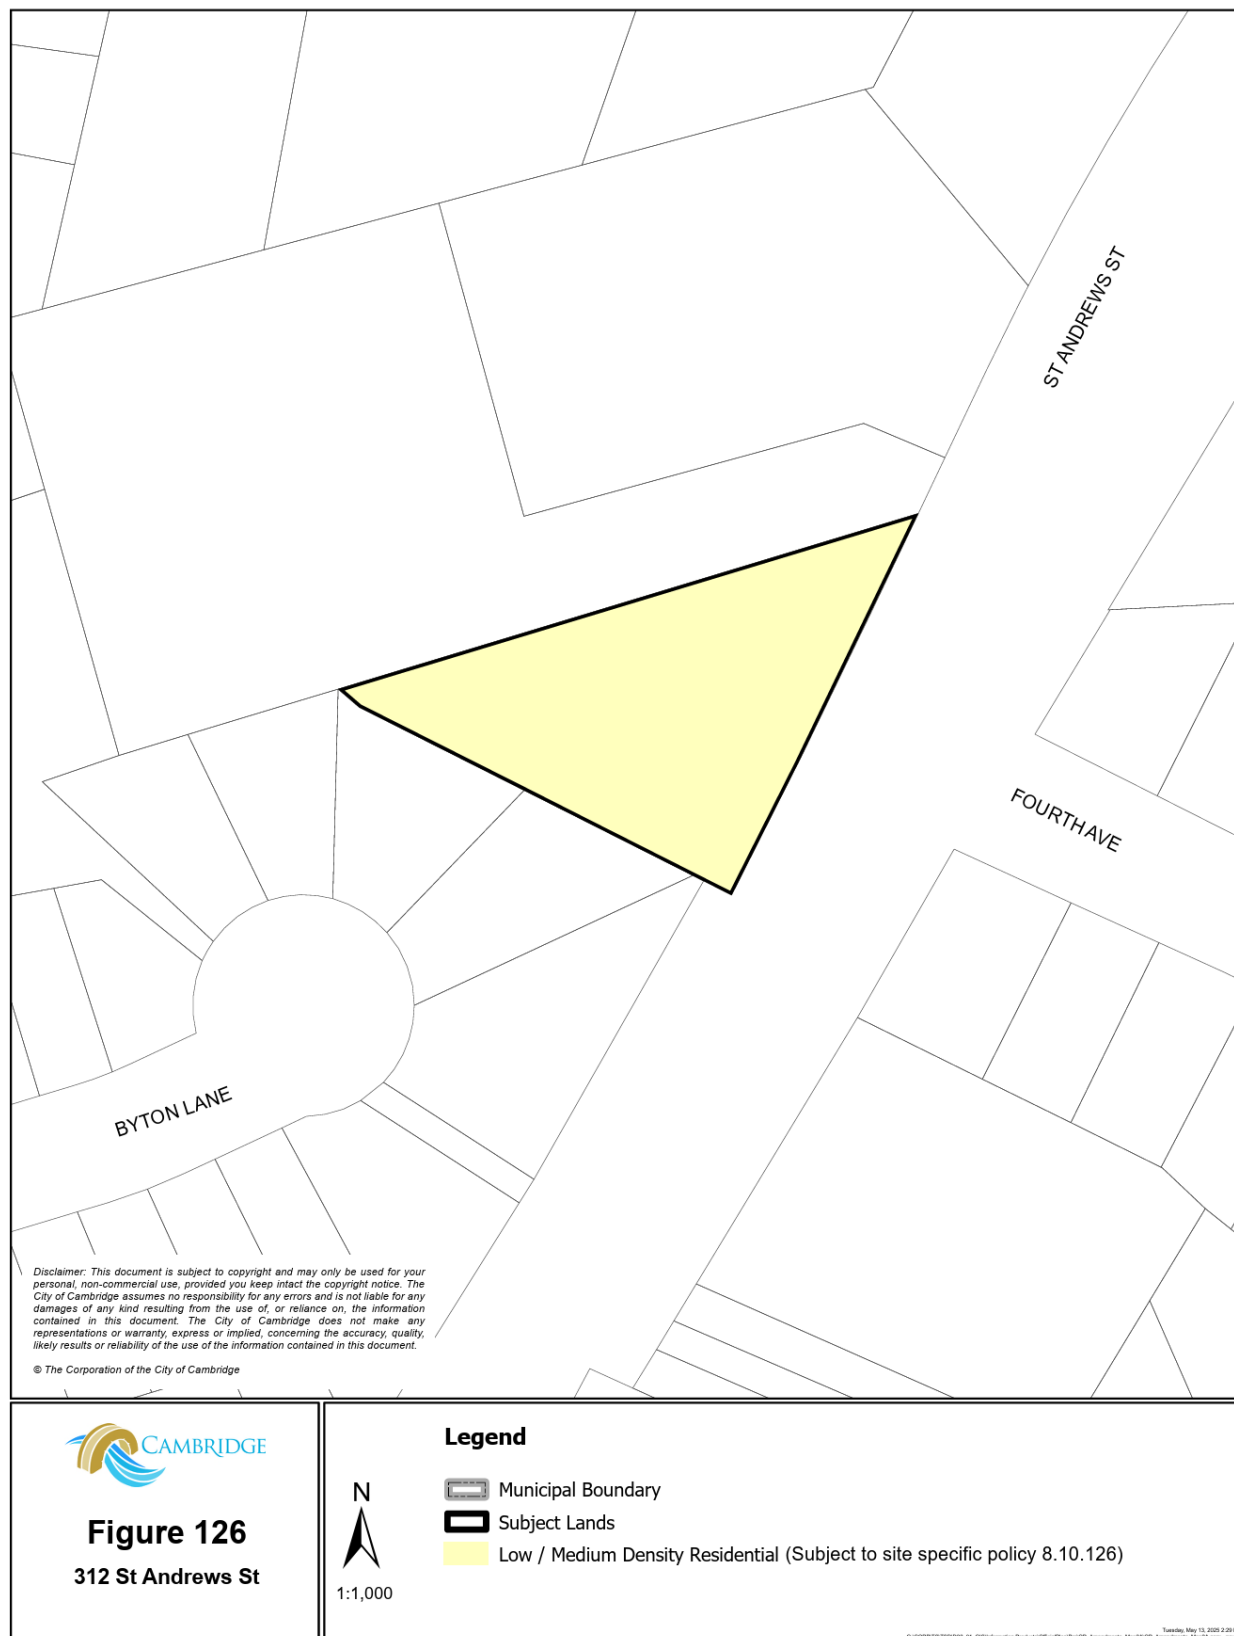 ST ANDREWS ST
FOURTH AVE
BYTON LANE
Disclaimer: This document is subject to copyright and may only be used for your
personal, non-commercial use, provided you keep intact the copyright notice. The
City of Cambridge assumes no responsibility for any errors and is not liable for any
damages of any kind resulting from the use of, or reliance on, the information
contained in this document. The City of Cambridge does not make any
representations or warranty, express or implied, concerning the accuracy, quality,
likely results or reliability of the use of the information contained in this document.
© The Corporation of the City of Cambridge
CAMBRIDGE
Figure 126
312 St Andrews St
N
1:1,000
Legend
Municipal Boundary
Subject Lands
Low / Medium Density Residential (Subject to site specific policy 8.10.126)
Tuesday, May 13, 2025 2:29